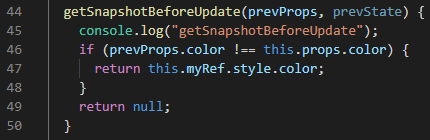 44 getSnapshotBeforeUpdate(prevProps, prevState) {
45 console.log("getSnapshotBeforeUpdate");
46 if (prevProps.color !== this.props.color) {
47 return this.myRef.style.color;
48 }
49 return null;
50 }